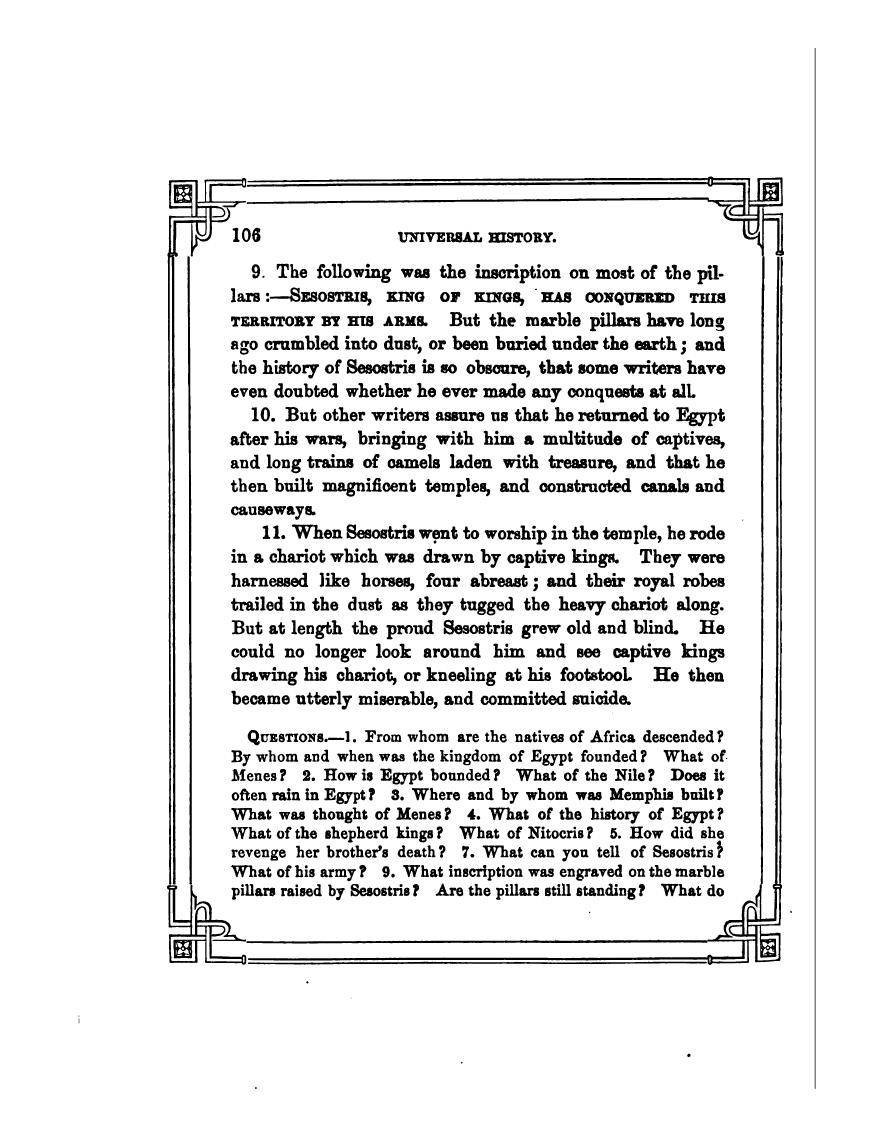 106 UNIVERSAL HISTORY.
9. The following was the inscription on most of the pil-
lars :—SESOSTRIS, KING OF KINGS, HAS CONQUERED THIS
TERRITORY BY HIS ARMS. But the marble pillars have long
ago crumbled into dust, or been buried under the earth; and
the history of Sesostris is so obscure, that some writers have
even doubted whether he ever made any conquests at all.
10. But other writers assure us that he returned to Egypt
after his wars, bringing with him a multitude of captives,
and long trains of camels laden with treasure, and that he
then built magnificent temples, and constructed canals and
causeways.
11. When Sesostris went to worship in the temple, he rode
in a chariot which was drawn by captive kings. They were
harnessed like horses, four abreast; and their royal robes
trailed in the dust as they tugged the heavy chariot along.
But at length the proud Sesostris grew old and blind. He
could no longer look around him and see captive kings
drawing his chariot, or kneeling at his footstool. He then
became utterly miserable, and committed suicide.
QUESTIONS.—1. From whom are the natives of Africa descended?
By whom and when was the kingdom of Egypt founded? What of
Menes? 2. How is Egypt bounded? What of the Nile? Does it
often rain in Egypt? 3. Where and by whom was Memphis built?
What was thought of Menes? 4. What of the history of Egypt?
What of the shepherd kings? What of Nitocris? 5. How did she
revenge her brother's death? 7. What can you tell of Sesostris?
What of his army? 9. What inscription was engraved on the marble
pillars raised by Sesostris? Are the pillars still standing? What do